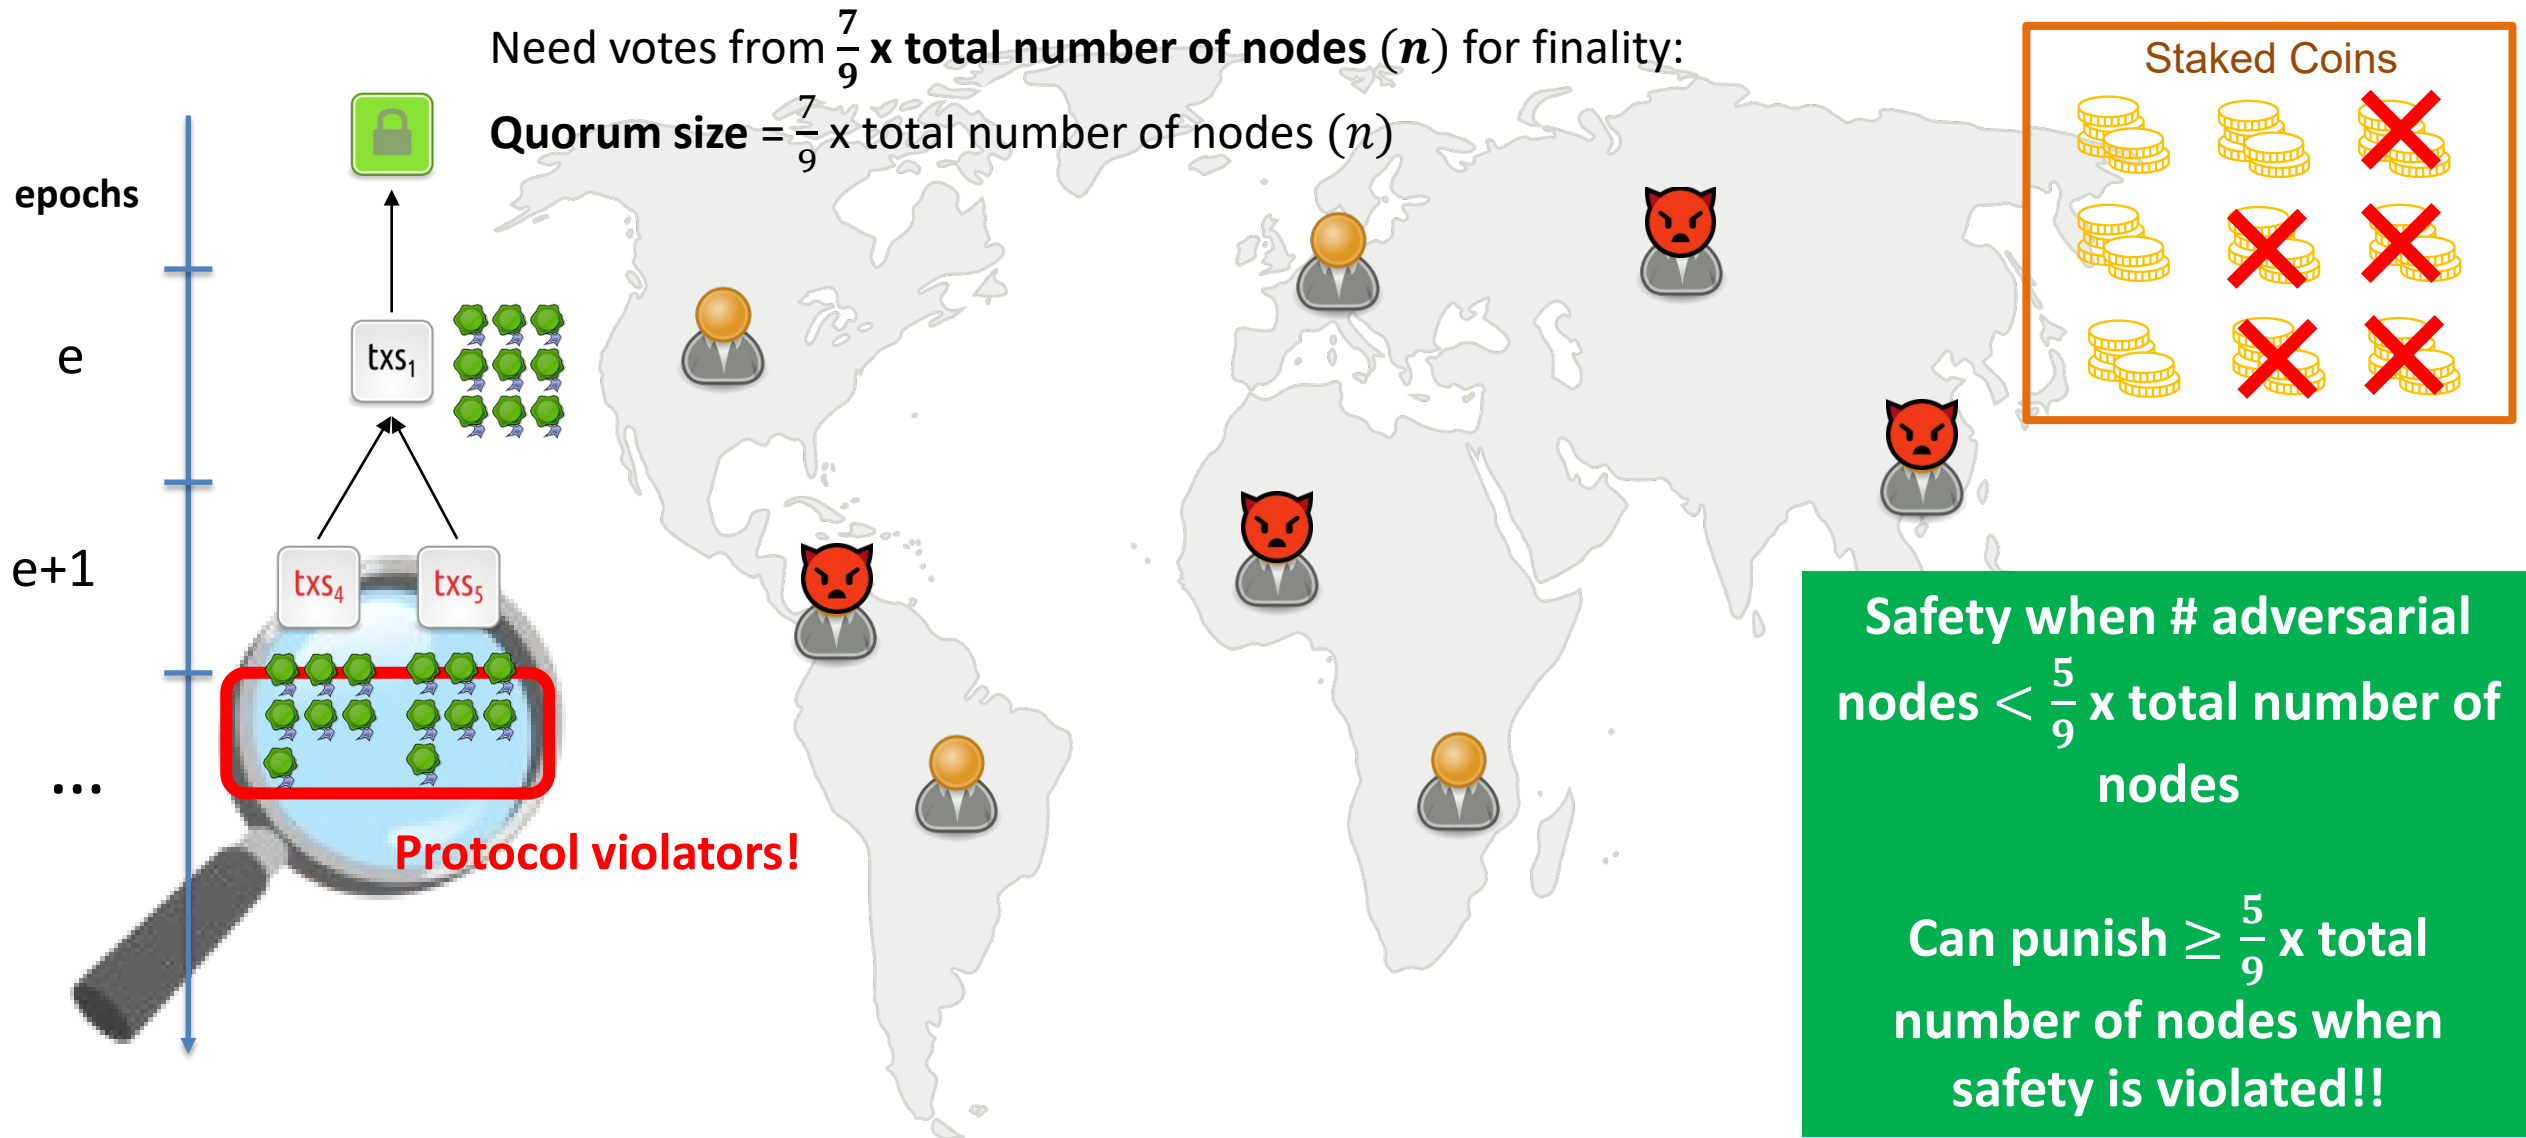 Need votes from 7/9 x total number of nodes (n) for finality:
Quorum size = 7/9 x total number of nodes (n)
Staked Coins
epochs
e
txs₁
e+1
txs₄
txs₅
...
Protocol violators!
Safety when # adversarial
nodes < 5/9 x total number of
nodes
Can punish ≥ 5/9 x total
number of nodes when
safety is violated!!